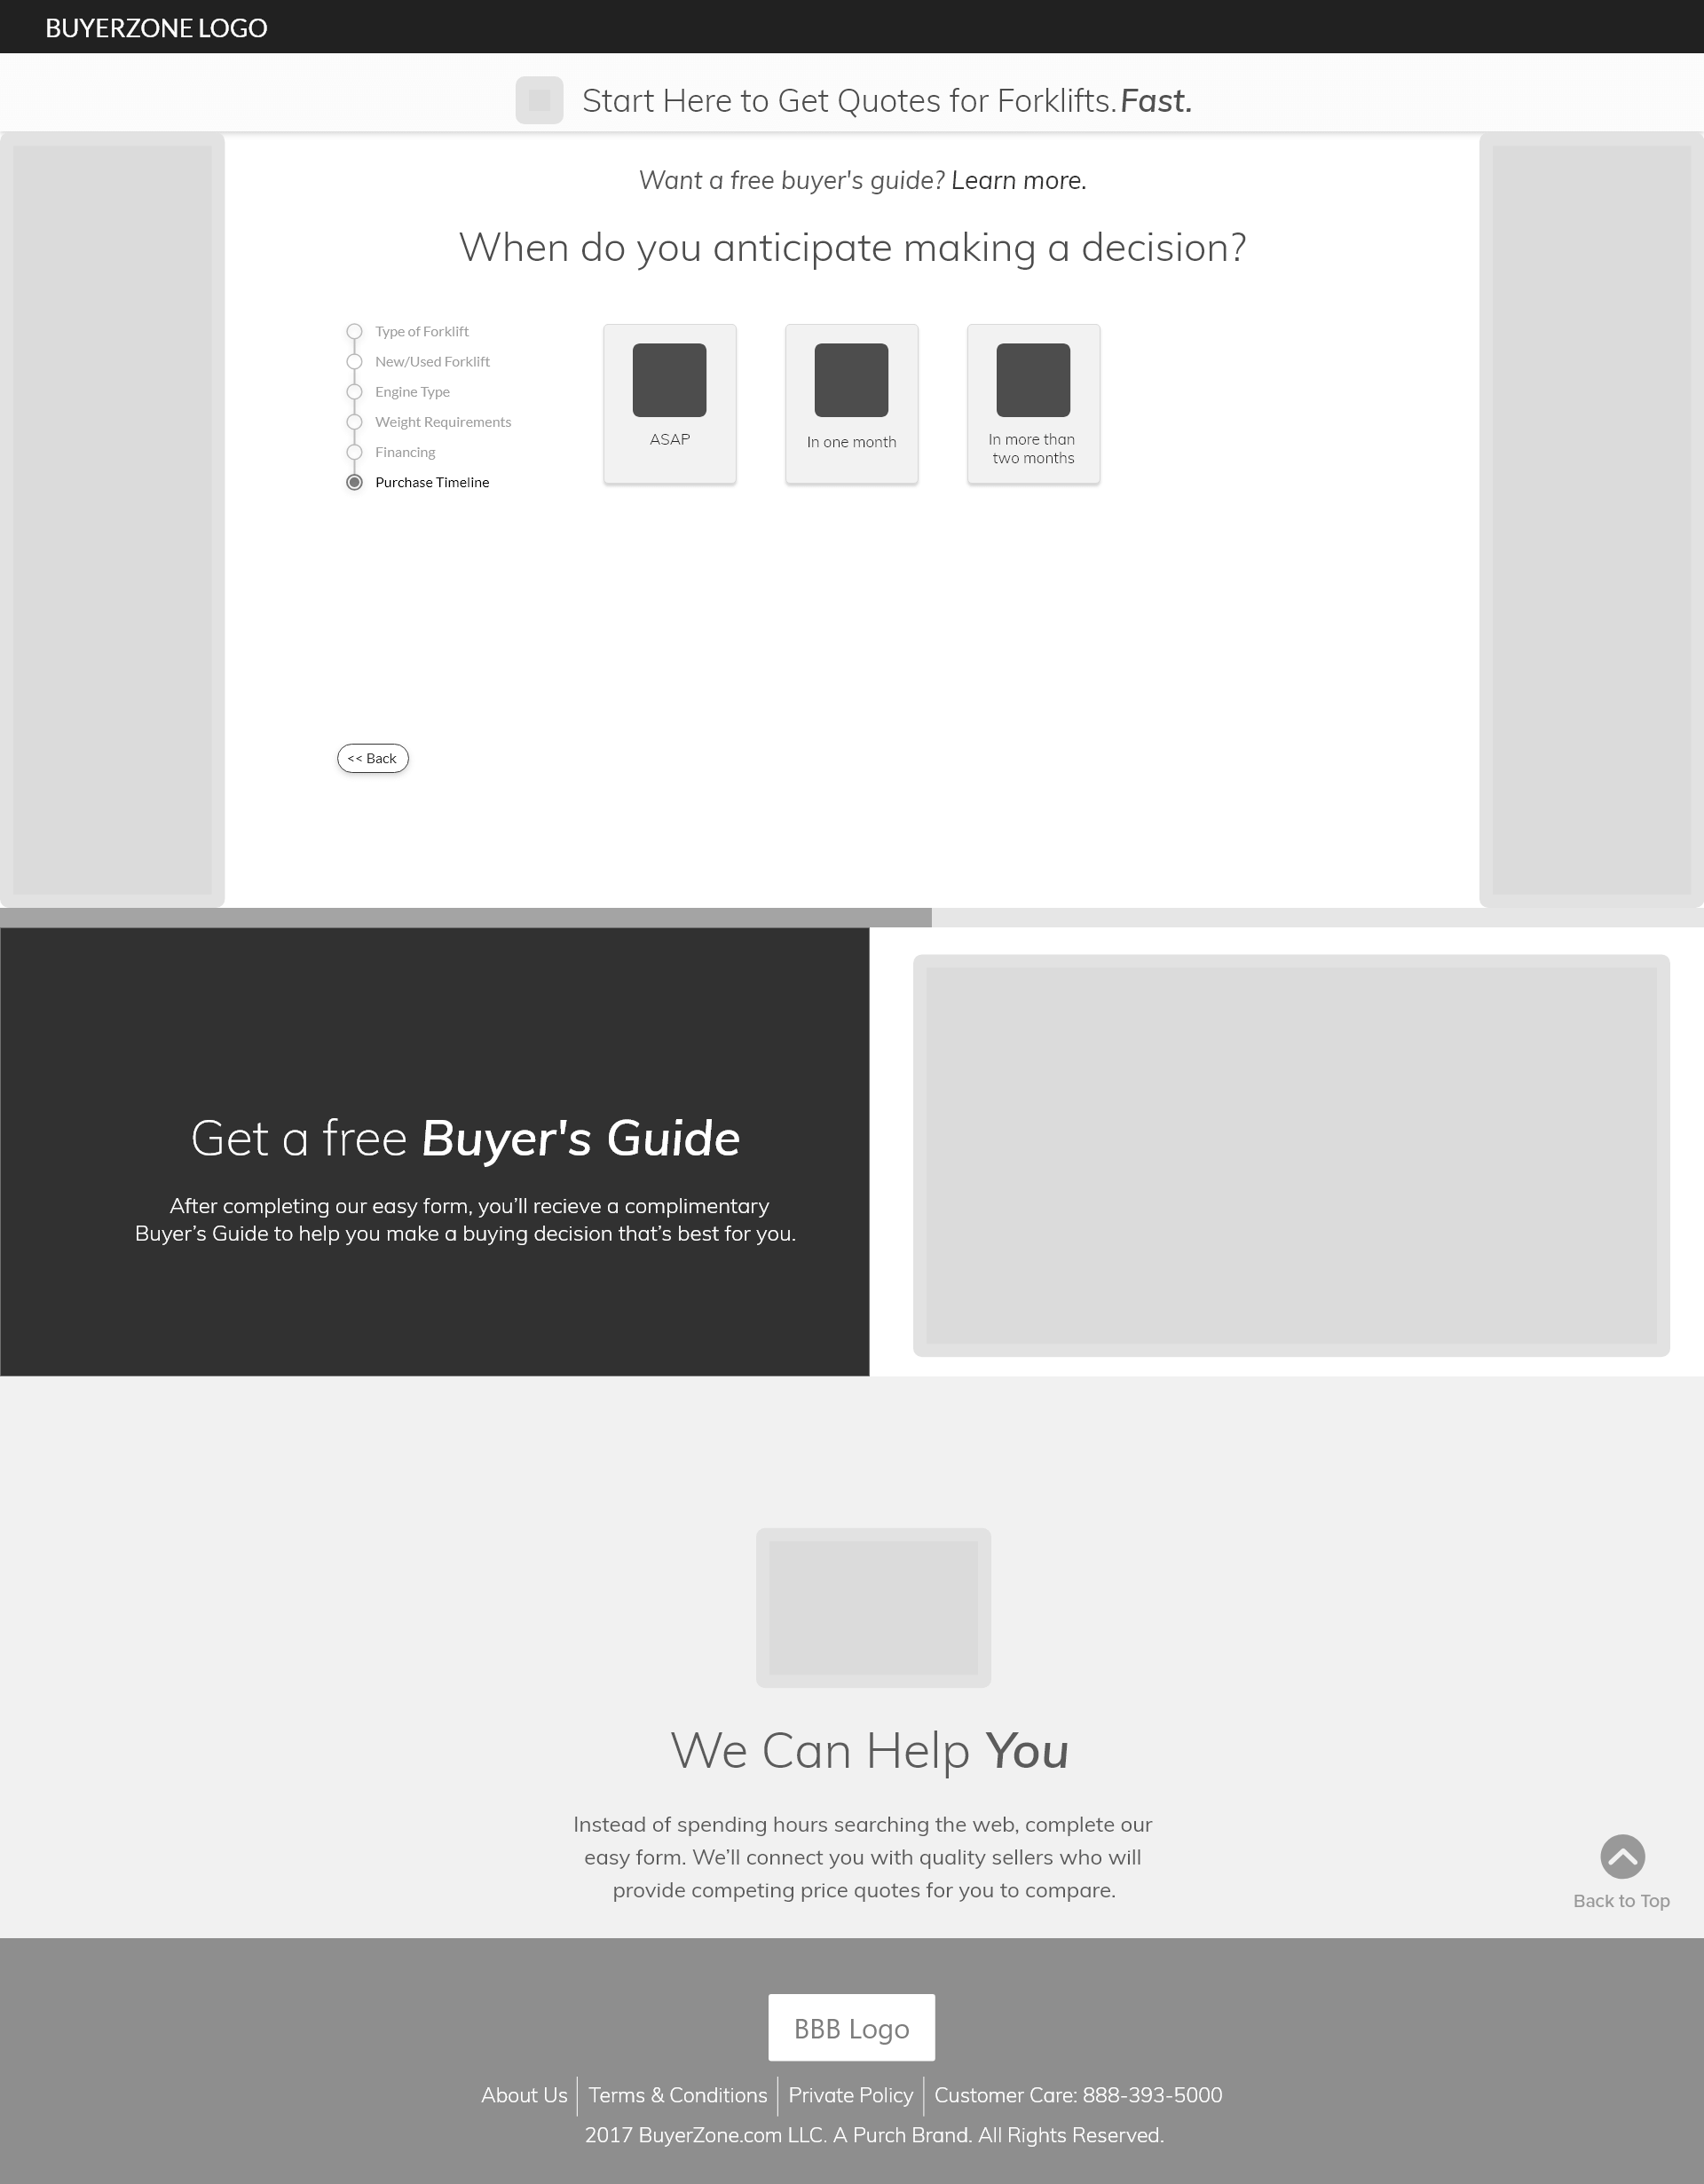 BUYERZONE LOGO
Start Here to Get Quotes for Forklifts. Fast.
Want a free buyer's guide? Learn more.
When do you anticipate making a decision?
Type of Forklift
New/Used Forklift
Engine Type
Weight Requirements
Financing
Purchase Timeline
ASAP
In one month
In more than
two months
<< Back
Get a free Buyer's Guide
After completing our easy form, you’ll recieve a complimentary
Buyer’s Guide to help you make a buying decision that’s best for you.
We Can Help You
Instead of spending hours searching the web, complete our
easy form. We’ll connect you with quality sellers who will
provide competing price quotes for you to compare.
Back to Top
BBB Logo
About Us | Terms & Conditions | Private Policy | Customer Care: 888-393-5000
2017 BuyerZone.com LLC. A Purch Brand. All Rights Reserved.